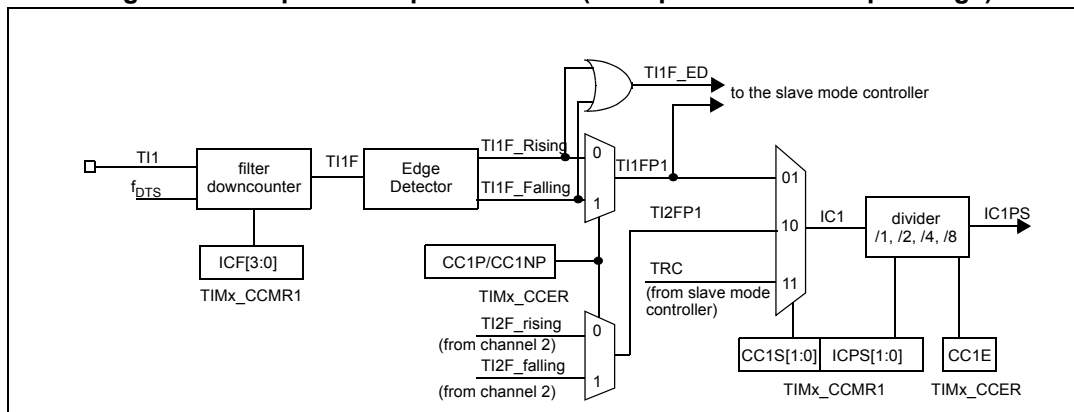 TI1F_ED
to the slave mode controller
TI1
f_DTS
filter
downcounter
TI1F
Edge
Detector
TI1F_Rising
TI1F_Falling
0
1
TI1FP1
01
TI2FP1
10
IC1
divider
/1, /2, /4, /8
IC1PS
ICF[3:0]
TIMx_CCMR1
CC1P/CC1NP
TIMx_CCER
TRC
(from slave mode
controller)
11
TI2F_rising
(from channel 2)
0
TI2F_falling
(from channel 2)
1
CC1S[1:0] ICPS[1:0]
CC1E
TIMx_CCMR1
TIMx_CCER